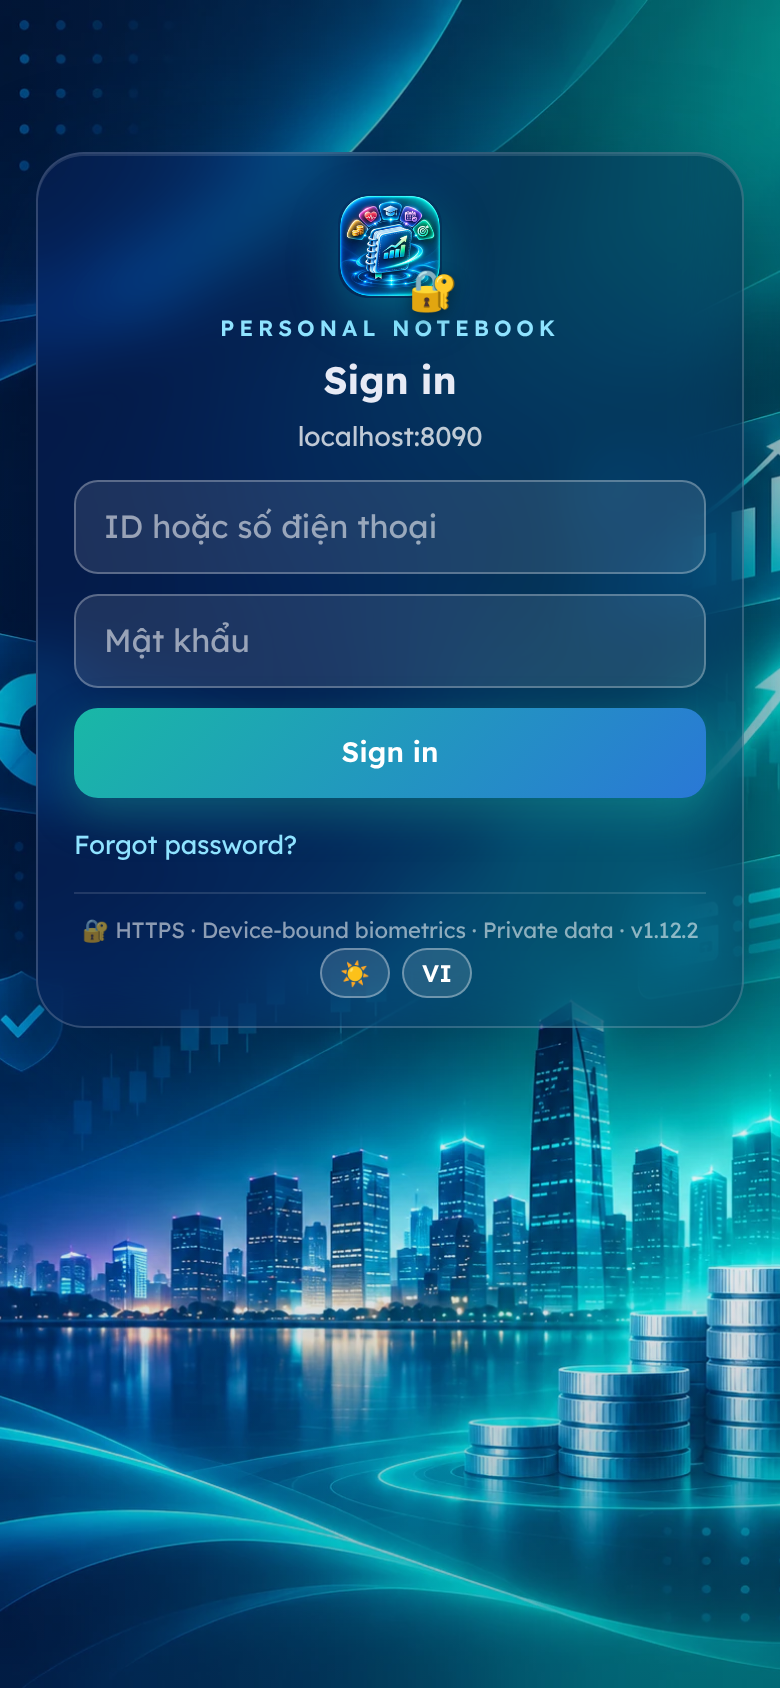 PERSONAL NOTEBOOK
Sign in
localhost:8090
ID hoặc số điện thoại
Mật khẩu
Sign in
Forgot password?
🔐 HTTPS · Device-bound biometrics · Private data · v1.12.2
☀️ VI